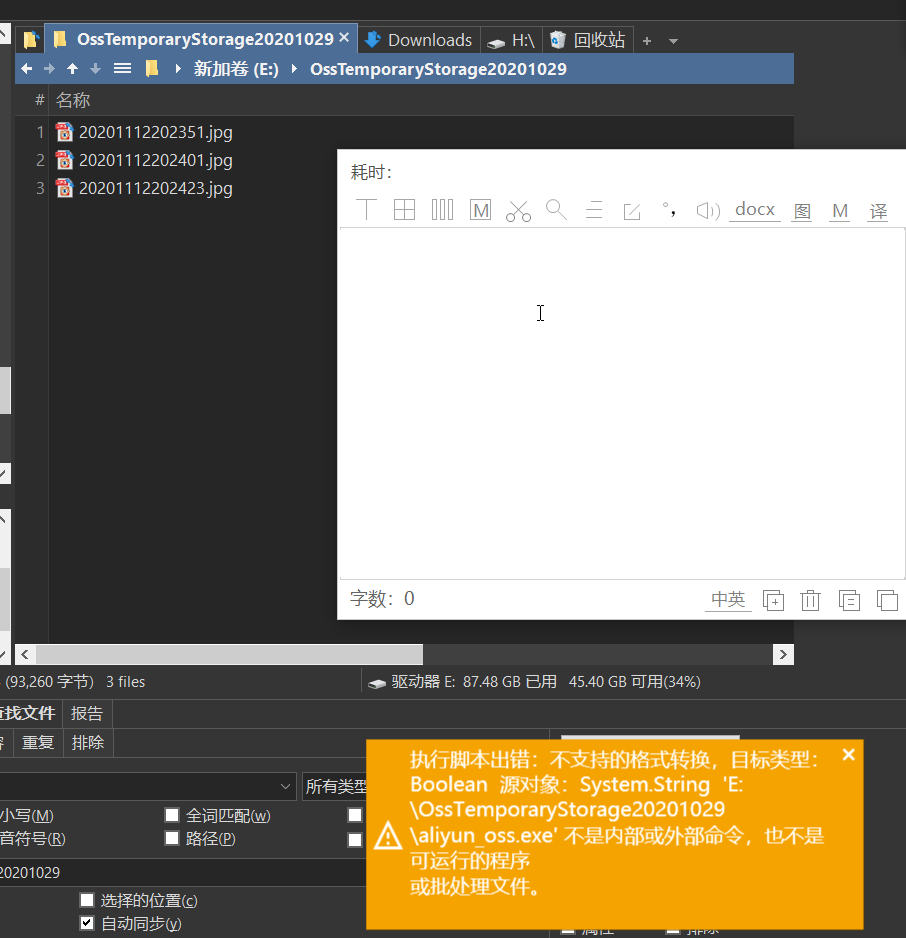 OssTemporaryStorage20201029
Downloads
H:\
回收站
新加卷 (E:)
OssTemporaryStorage20201029
# 名称
1 20201112202351.jpg
2 20201112202401.jpg
3 20201112202423.jpg
耗时：
M
docx
图
M
译
字数：0
中英
(93,260 字节) 3 files
驱动器 E: 87.48 GB 已用 45.40 GB 可用(34%)
查找文件 报告
重复 排除
所有类型
小写(M)
全词匹配(w)
音符号(R)
路径(P)
20201029
选择的位置(c)
自动同步(y)
执行脚本出错：不支持的格式转换，目标类型：
Boolean 源对象：System.String 'E:
\OssTemporaryStorage20201029
\aliyun_oss.exe' 不是内部或外部命令，也不是
可运行的程序
或批处理文件。